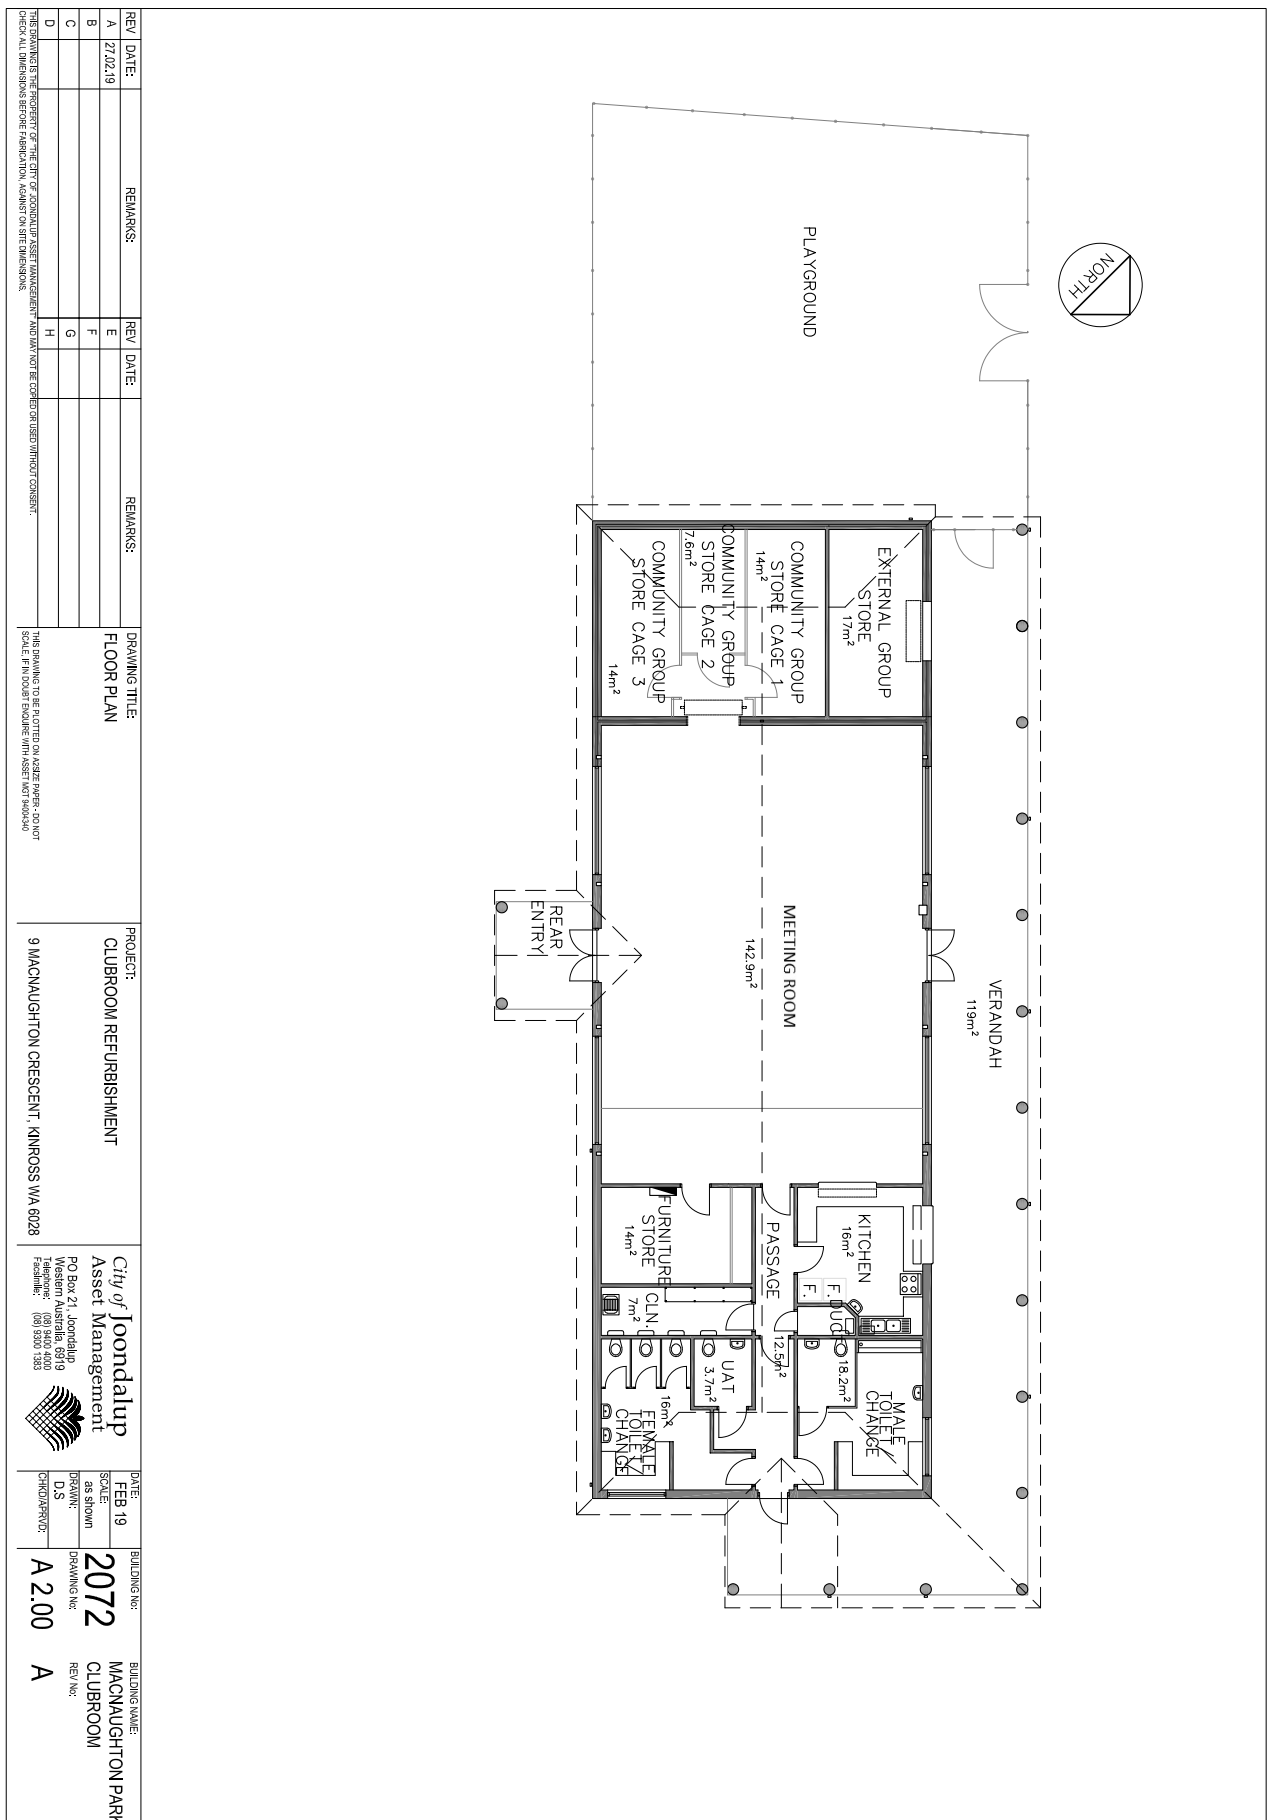 NORTH
PLAYGROUND
EXTERNAL GROUP
STORE
17m²
COMMUNITY GROUP
STORE CAGE 1
14m²
COMMUNITY GROUP
STORE CAGE 2
7.6m²
COMMUNITY GROUP
STORE CAGE 3
14m²
VERANDAH
119m²
MEETING ROOM
142.9m²
REAR
ENTRY
KITCHEN
16m²
F.
F.
DUCT
PASSAGE
12.5m²
FURNITURE
STORE
14m²
CLN.
7m²
UAT
3.7m²
MALE
TOILET
CHANGE
18.2m²
FEMALE
TOILET/
CHANGE
16m²
REV
DATE:
REMARKS:
REV
DATE:
REMARKS:
A
27.02.19
E
B
F
C
G
D
H
THIS DRAWING IS THE PROPERTY OF "THE CITY OF JOONDALUP ASSET MANAGEMENT" AND MAY NOT BE COPIED OR USED WITHOUT CONSENT.
CHECK ALL DIMENSIONS BEFORE FABRICATION, AGAINST ON SITE DIMENSIONS.
DRAWING TITLE:
FLOOR PLAN
THIS DRAWING TO BE PLOTTED ON A2SIZE PAPER - DO NOT
SCALE, IF IN DOUBT ENQUIRE WITH ASSET MGT 94004340
PROJECT:
CLUBROOM REFURBISHMENT
9 MACNAUGHTON CRESCENT, KINROSS WA 6028
City of Joondalup
Asset Management
PO Box 21, Joondalup
Western Australia, 6919
Telephone: (08) 9400 4000
Facsimile: (08) 9300 1383
DATE:
FEB 19
SCALE:
as shown
DRAWN:
D.S
CHKD/APRVD:
BUILDING No:
2072
DRAWING No:
A 2.00
BUILDING NAME:
MACNAUGHTON PARK
CLUBROOM
REV No:
A